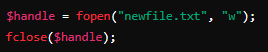 $handle = fopen("newfile.txt", "w");
fclose($handle);